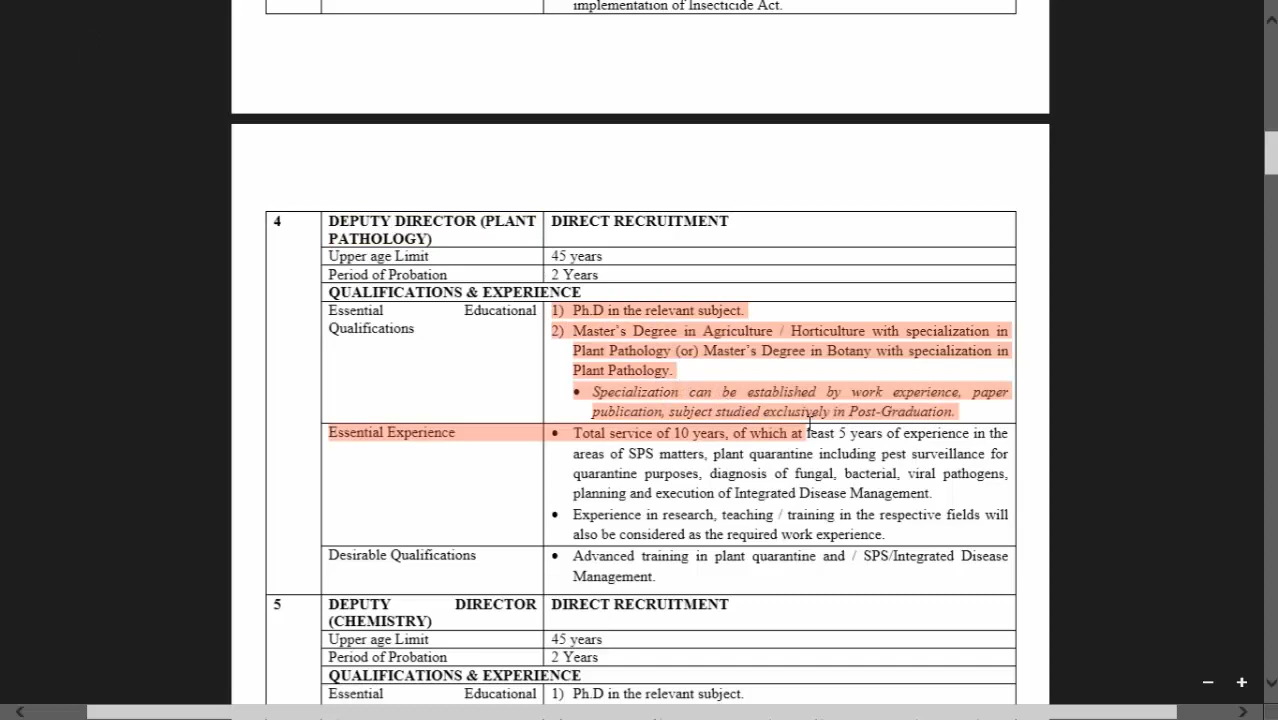 implementation of Insecticide Act.
4 DEPUTY DIRECTOR (PLANT DIRECT RECRUITMENT
PATHOLOGY)
Upper age Limit 45 years
Period of Probation 2 Years
QUALIFICATIONS & EXPERIENCE
Essential Educational 1) Ph.D in the relevant subject.
Qualifications
2) Master's Degree in Agriculture / Horticulture with specialization in
Plant Pathology (or) Master's Degree in Botany with specialization in
Plant Pathology.
• Specialization can be established by work experience, paper
publication, subject studied exclusively in Post-Graduation.
Essential Experience • Total service of 10 years, of which at least 5 years of experience in the
areas of SPS matters, plant quarantine including pest surveillance for
quarantine purposes, diagnosis of fungal, bacterial, viral pathogens,
planning and execution of Integrated Disease Management.
• Experience in research, teaching / training in the respective fields will
also be considered as the required work experience.
Desirable Qualifications • Advanced training in plant quarantine and / SPS/Integrated Disease
Management.
5 DEPUTY DIRECTOR DIRECT RECRUITMENT
(CHEMISTRY)
Upper age Limit 45 years
Period of Probation 2 Years
QUALIFICATIONS & EXPERIENCE
Essential Educational 1) Ph.D in the relevant subject.